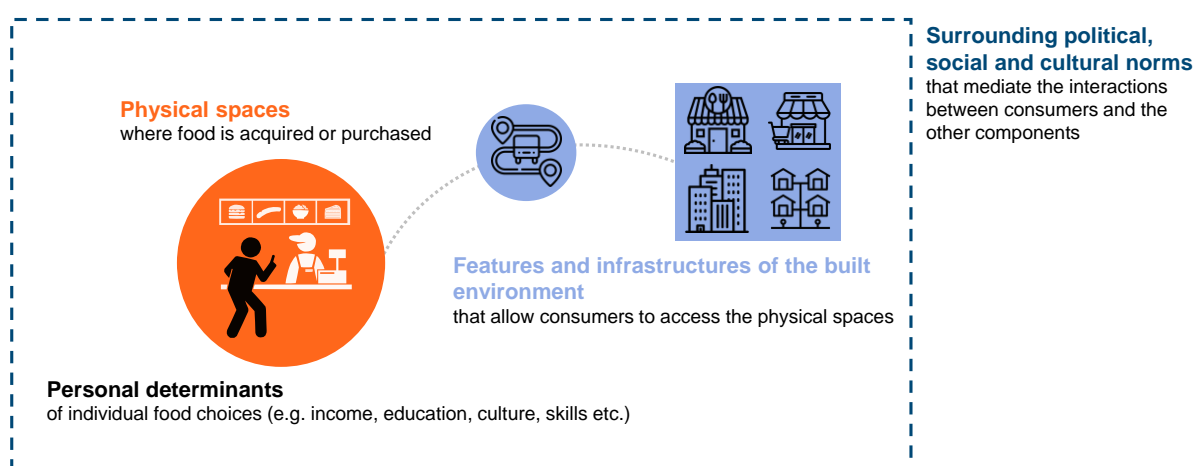 Surrounding political,
social and cultural norms
that mediate the interactions
between consumers and the
other components
Physical spaces
where food is acquired or purchased
Features and infrastructures of the built
environment
that allow consumers to access the physical spaces
Personal determinants
of individual food choices (e.g. income, education, culture, skills etc.)